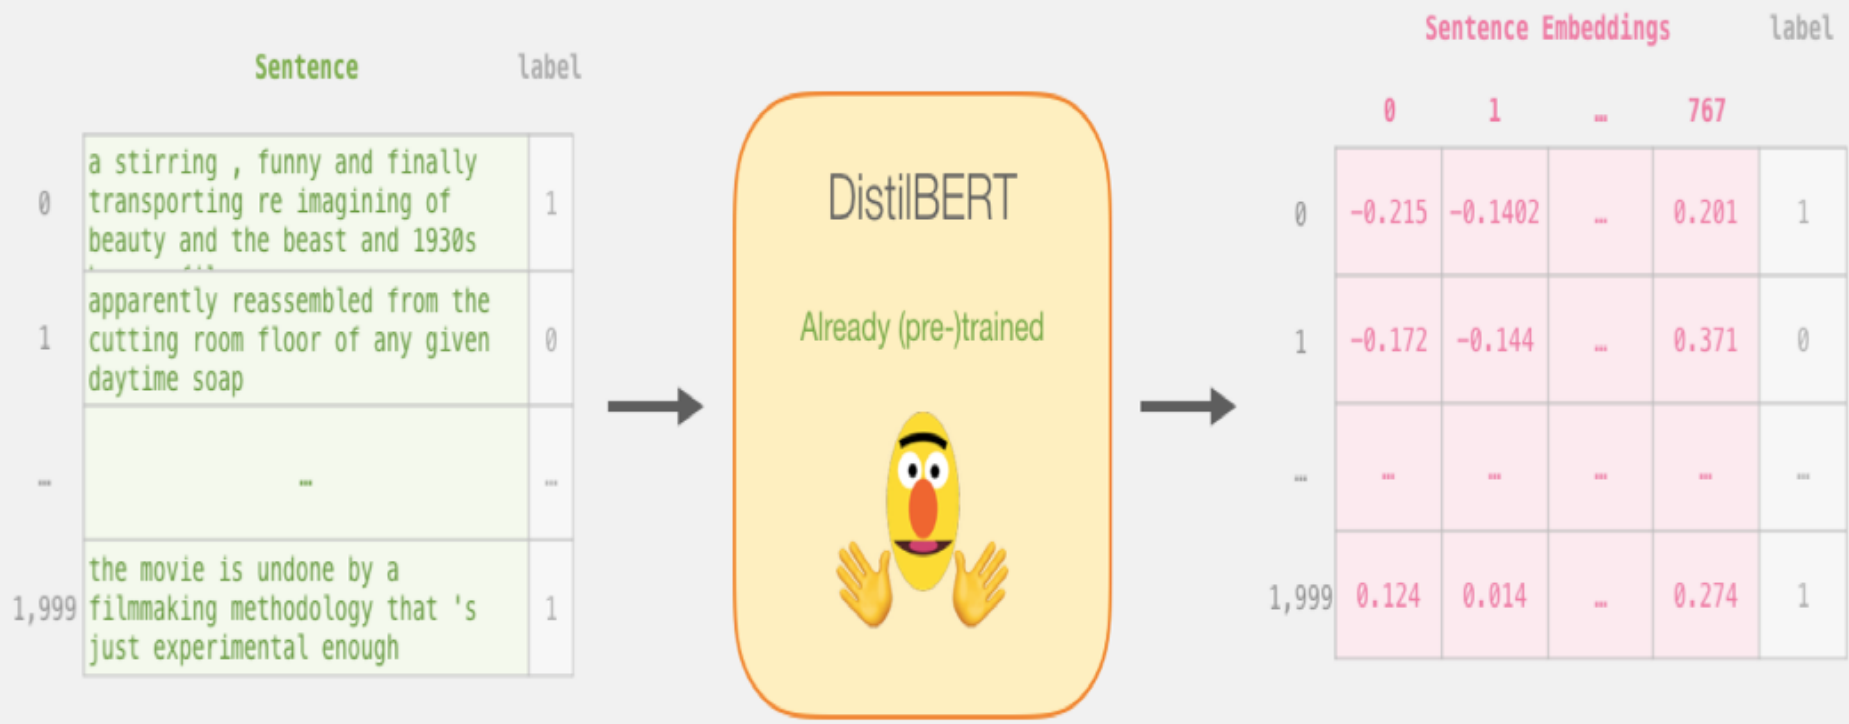 Sentence label
0 a stirring , funny and finally 1
transporting re imagining of
beauty and the beast and 1930s
1 apparently reassembled from the 0
cutting room floor of any given
daytime soap
… … …
1,999 the movie is undone by a 1
filmmaking methodology that 's
just experimental enough
DistilBERT
Already (pre-)trained
Sentence Embeddings label
0 1 … 767
0 -0.215 -0.1402 … 0.201 1
1 -0.172 -0.144 … 0.371 0
… … … … … …
1,999 0.124 0.014 … 0.274 1